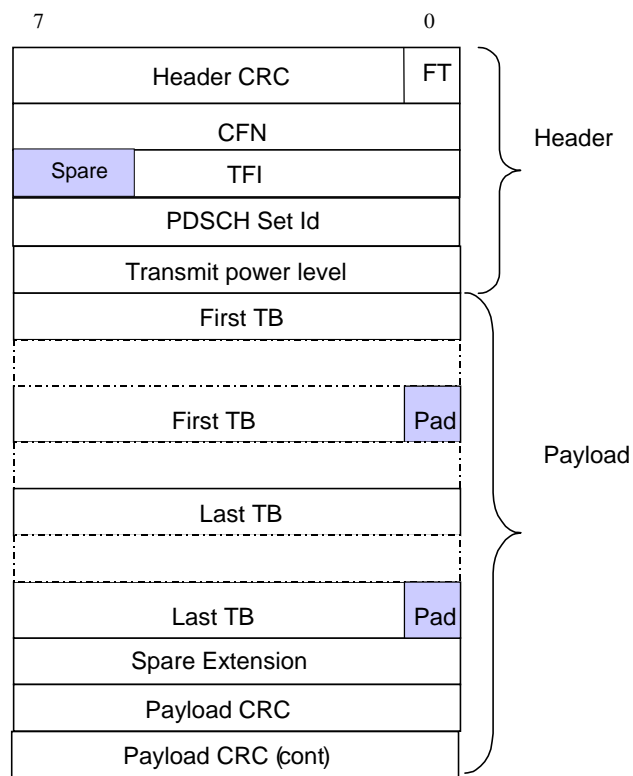 7 0
Header CRC FT
CFN
Spare TFI
PDSCH Set Id
Transmit power level
Header
First TB
First TB Pad
Payload
Last TB
Last TB Pad
Spare Extension
Payload CRC
Payload CRC (cont)